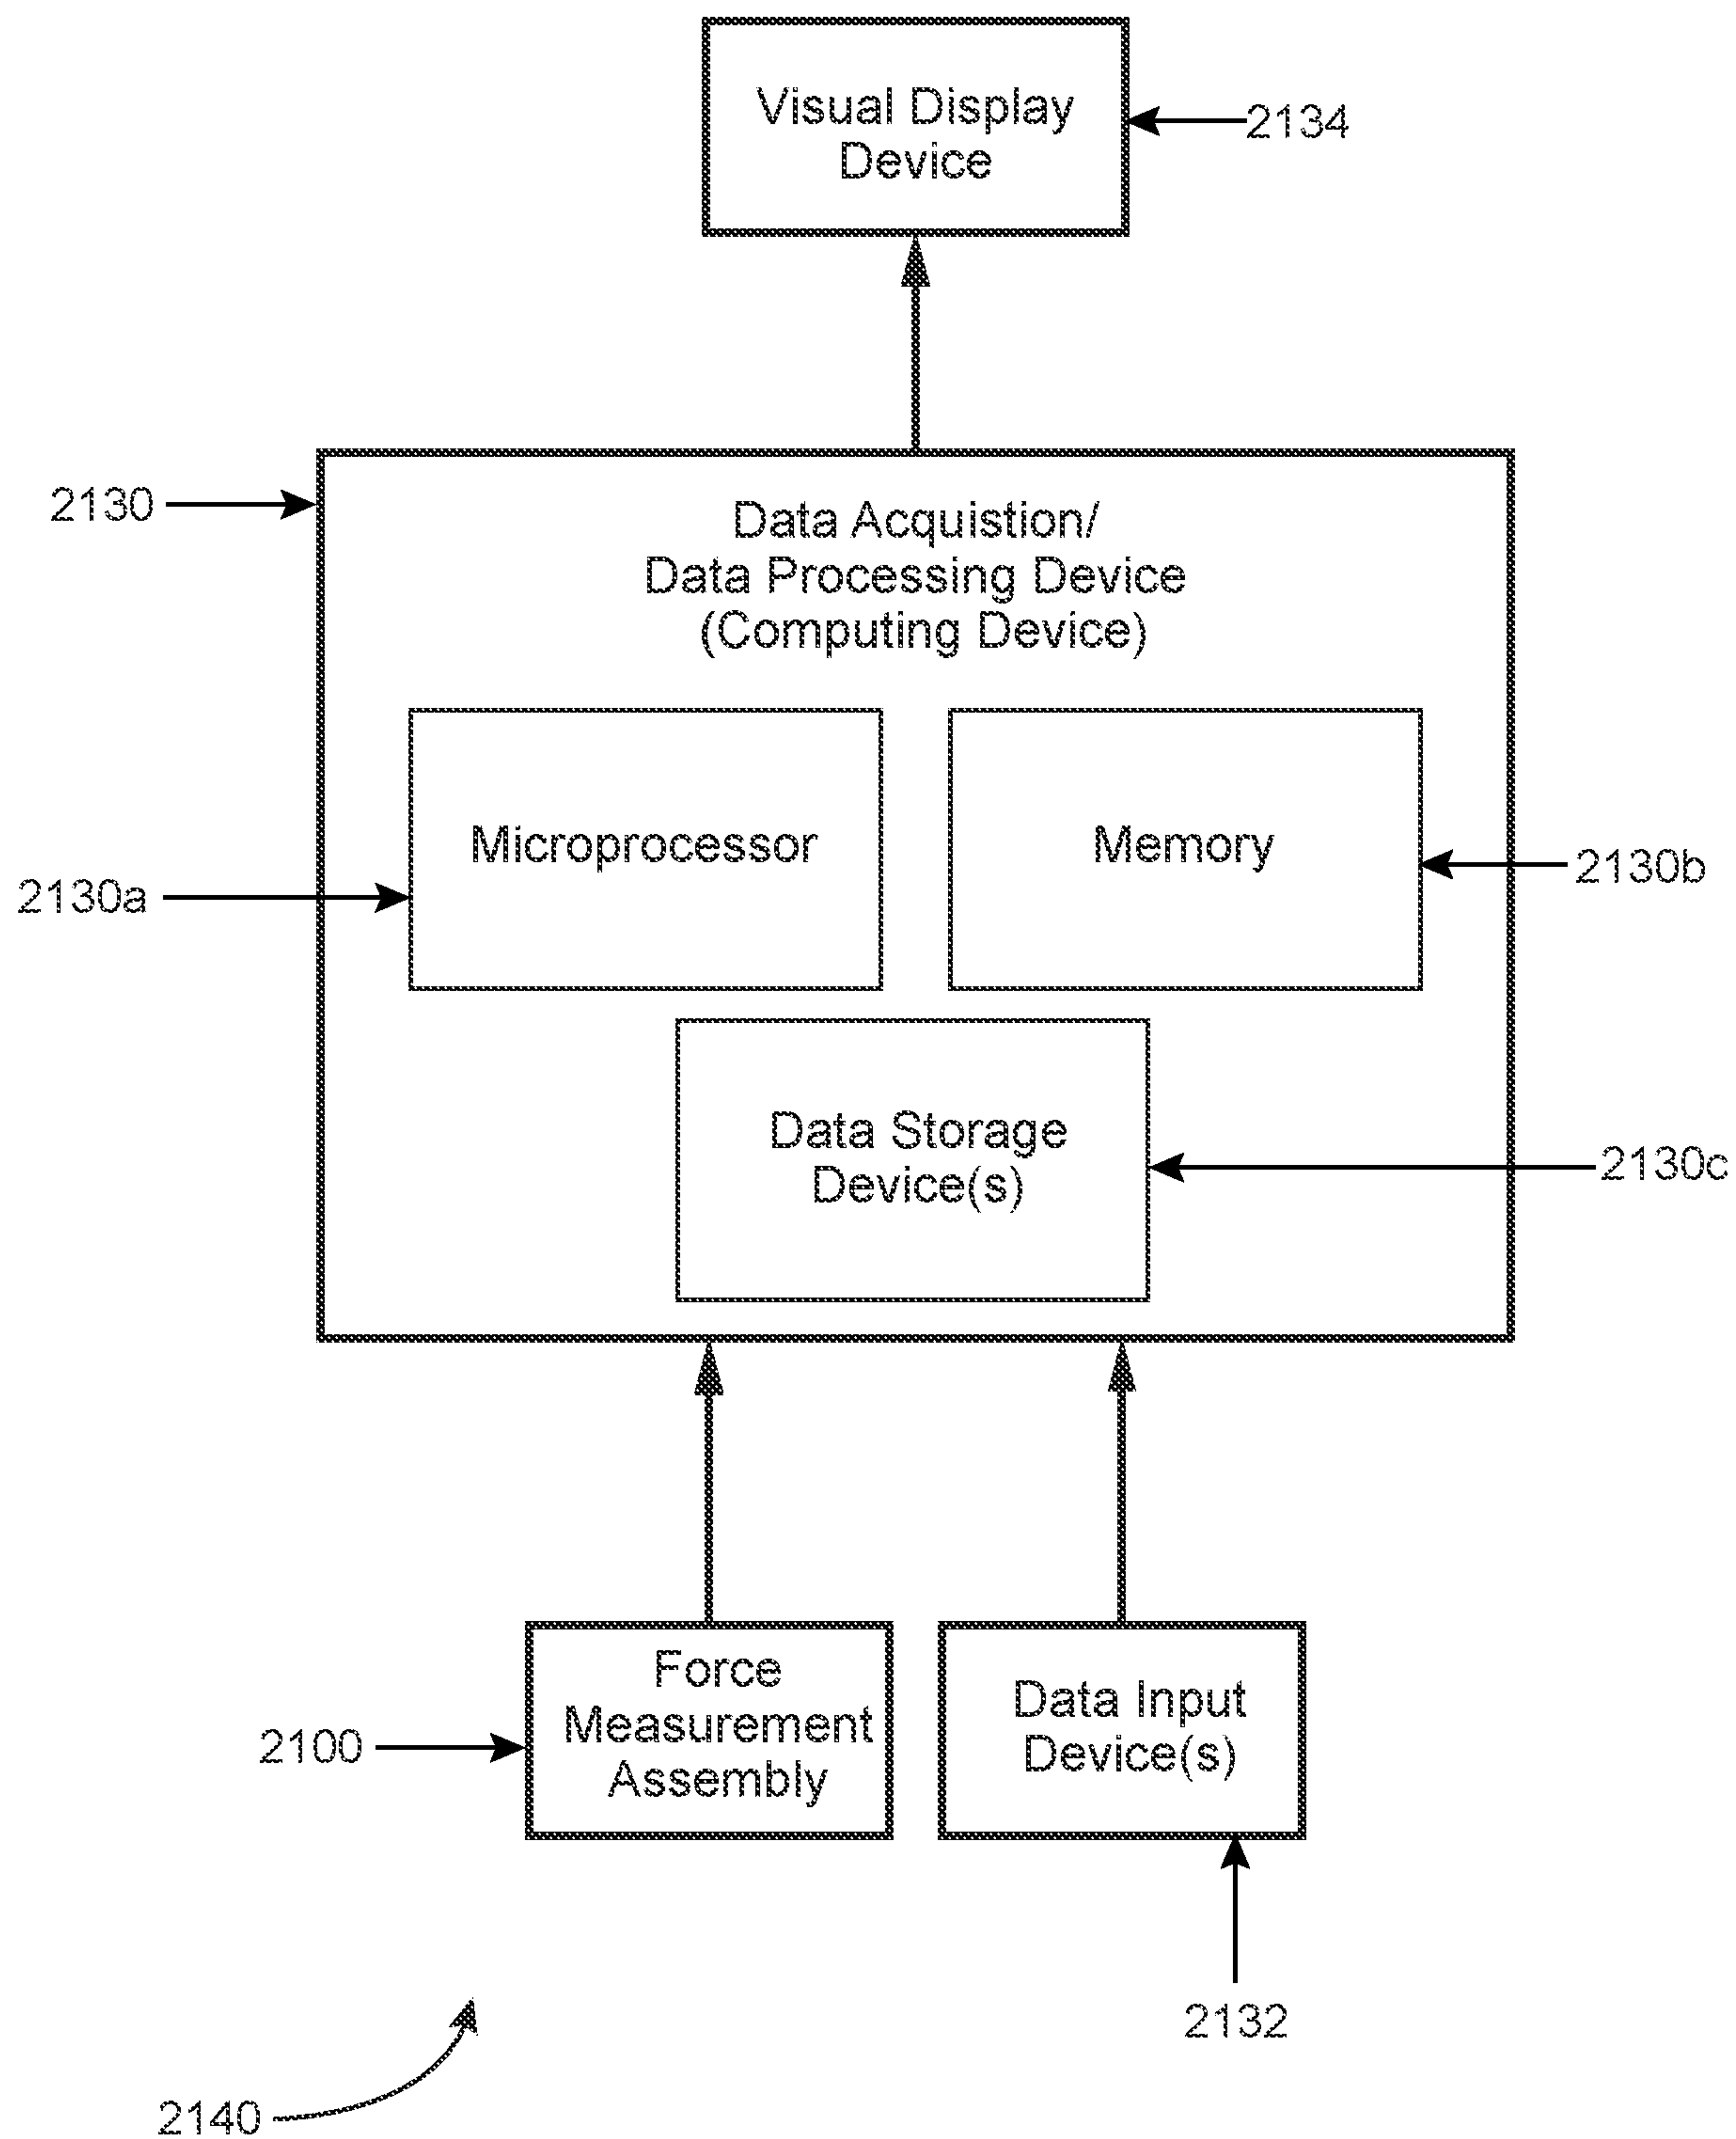 Visual Display
Device
2134
2130
Data Acquistion/
Data Processing Device
(Computing Device)
Microprocessor
Memory
2130a
2130b
Data Storage
Device(s)
2130c
Force
Measurement
Assembly
2100
Data Input
Device(s)
2132
2140